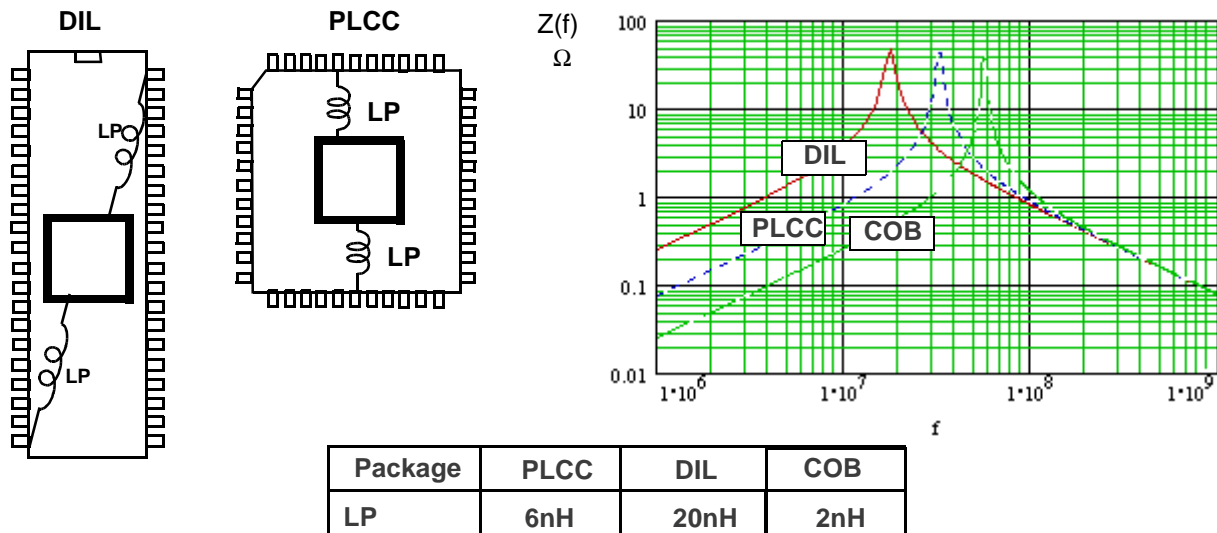 DIL
LP
LP
PLCC
LP
LP
Z(f)
Ω
100
10
1
0.1
0.01
DIL
PLCC
COB
1·10⁶
1·10⁷
1·10⁸
1·10⁹
f
Package PLCC DIL COB
LP 6nH 20nH 2nH